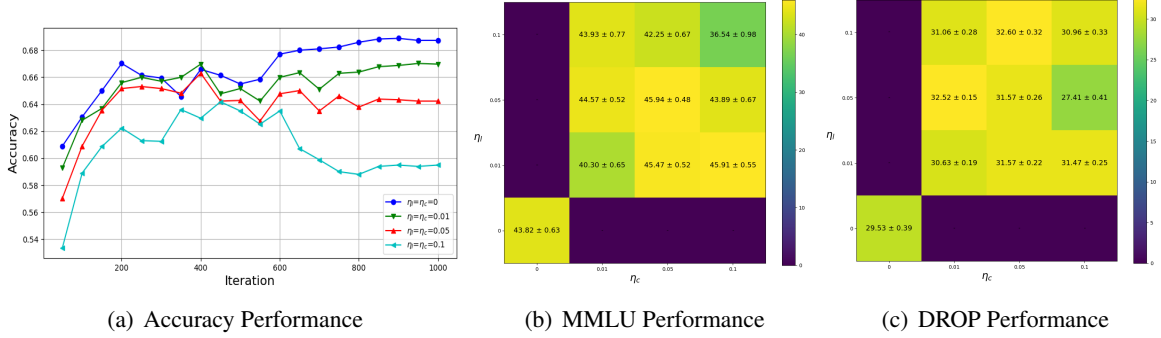 0.68
0.66
0.64
0.62
0.60
0.58
0.56
0.54
Accuracy
200
400
600
800
1000
Iteration
ηl=ηc=0
ηl=ηc=0.01
ηl=ηc=0.05
ηl=ηc=0.1
(a) Accuracy Performance
0.1
43.93 ± 0.77
42.25 ± 0.67
36.54 ± 0.98
0.05
44.57 ± 0.52
45.94 ± 0.48
43.89 ± 0.67
ηl
0.01
40.30 ± 0.65
45.47 ± 0.52
45.91 ± 0.55
0
43.82 ± 0.63
0
0.01
0.05
0.1
ηc
40
30
20
10
0
(b) MMLU Performance
0.1
31.06 ± 0.28
32.60 ± 0.32
30.96 ± 0.33
0.05
32.52 ± 0.15
31.57 ± 0.26
27.41 ± 0.41
ηl
0.01
30.63 ± 0.19
31.57 ± 0.22
31.47 ± 0.25
0
29.53 ± 0.39
0
0.01
0.05
0.1
ηc
30
25
20
15
10
5
0
(c) DROP Performance